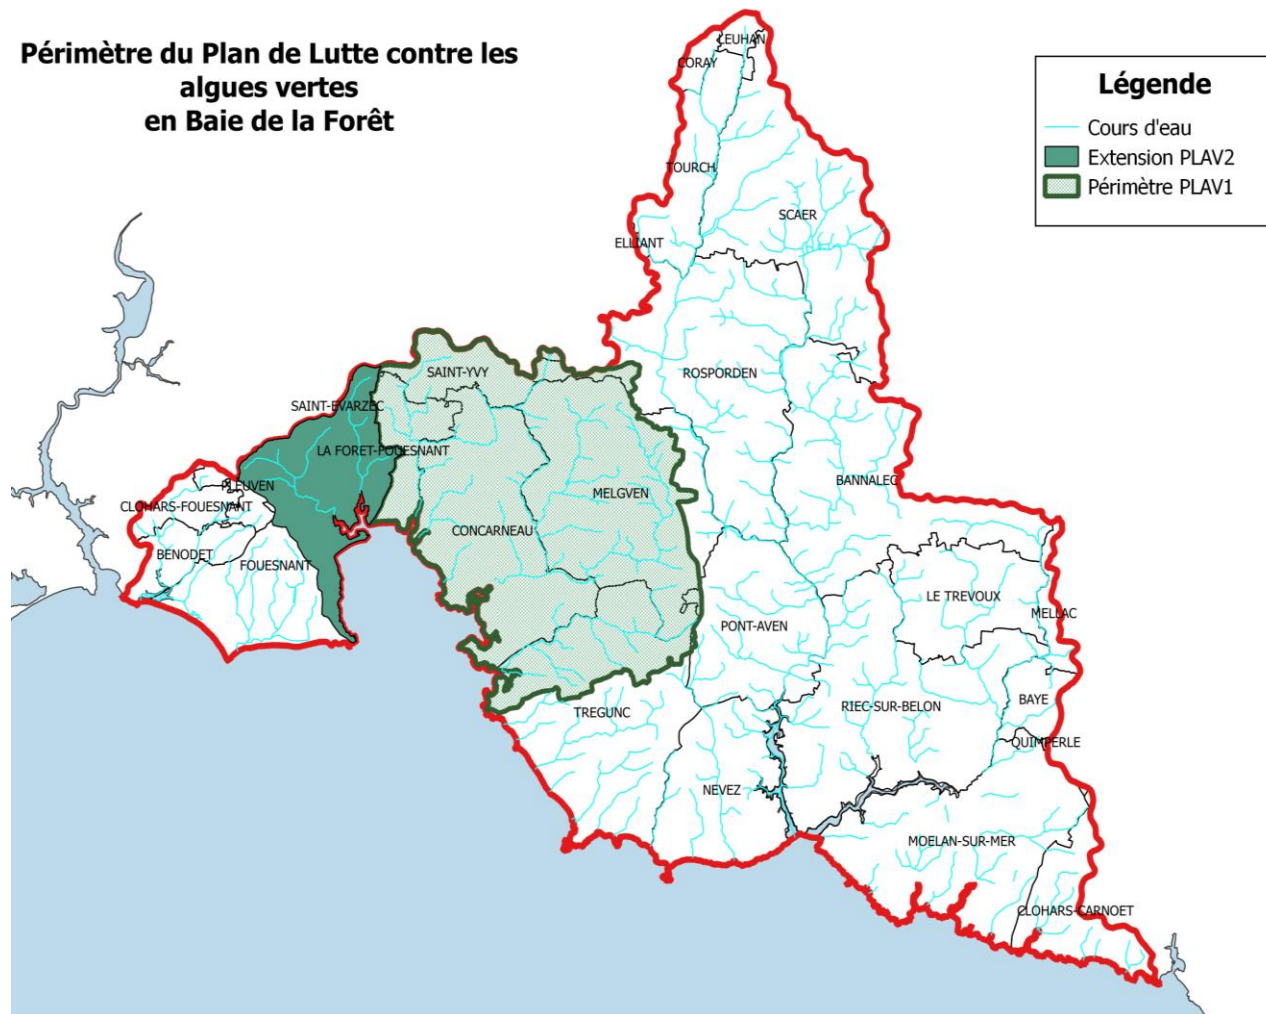 Périmètre du Plan de Lutte contre les
algues vertes
en Baie de la Forêt
Légende
Cours d'eau
Extension PLAV2
Périmètre PLAV1
LEUHAN
CORAY
TOURCH
SCAER
ELLIANT
ROSPORDEN
SAINT-YVY
SAINT-EVARZEC
LA FORET-FOUESNANT
BANNALEC
PLEUVEN
MELGVEN
CLOHARS-FOUESNANT
CONCARNEAU
BENODET
FOUESNANT
LE TREVOUX
MELLAC
PONT-AVEN
BAYE
RIEC-SUR-BELON
TREGUNC
QUIMPERLE
NEVEZ
MOELAN-SUR-MER
CLOHARS-CARNOET